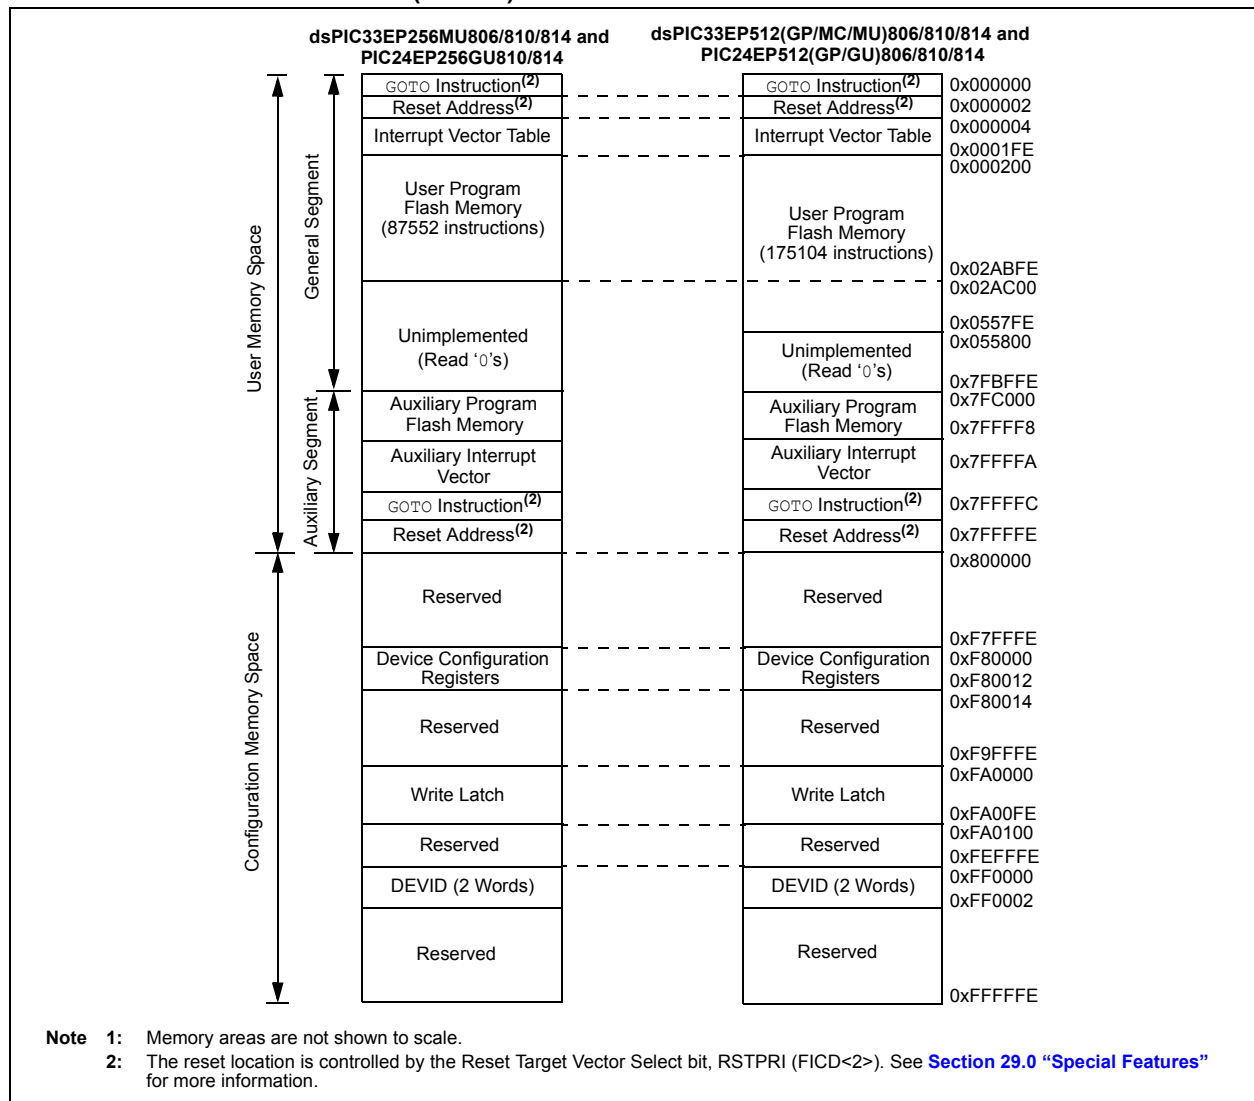 dsPIC33EP256MU806/810/814 and
PIC24EP256GU810/814
dsPIC33EP512(GP/MC/MU)806/810/814 and
PIC24EP512(GP/GU)806/810/814
User Memory Space
General Segment
Auxiliary Segment
Configuration Memory Space
GOTO Instruction(2)
Reset Address(2)
Interrupt Vector Table
User Program
Flash Memory
(87552 instructions)
Unimplemented
(Read ‘0’s)
Auxiliary Program
Flash Memory
Auxiliary Interrupt
Vector
GOTO Instruction(2)
Reset Address(2)
Reserved
Device Configuration
Registers
Reserved
Write Latch
Reserved
DEVID (2 Words)
Reserved
GOTO Instruction(2)
Reset Address(2)
Interrupt Vector Table
User Program
Flash Memory
(175104 instructions)
Unimplemented
(Read ‘0’s)
Auxiliary Program
Flash Memory
Auxiliary Interrupt
Vector
GOTO Instruction(2)
Reset Address(2)
Reserved
Device Configuration
Registers
Reserved
Write Latch
Reserved
DEVID (2 Words)
Reserved
0x000000
0x000002
0x000004
0x0001FE
0x000200
0x02ABFE
0x02AC00
0x0557FE
0x055800
0x7FBFFE
0x7FC000
0x7FFFF8
0x7FFFFA
0x7FFFFC
0x7FFFFE
0x800000
0xF7FFFE
0xF80000
0xF80012
0xF80014
0xF9FFFE
0xFA0000
0xFA00FE
0xFA0100
0xFEFFFE
0xFF0000
0xFF0002
0xFFFFFE
Note 1: Memory areas are not shown to scale.
2: The reset location is controlled by the Reset Target Vector Select bit, RSTPRI (FICD<2>). See Section 29.0 “Special Features”
for more information.